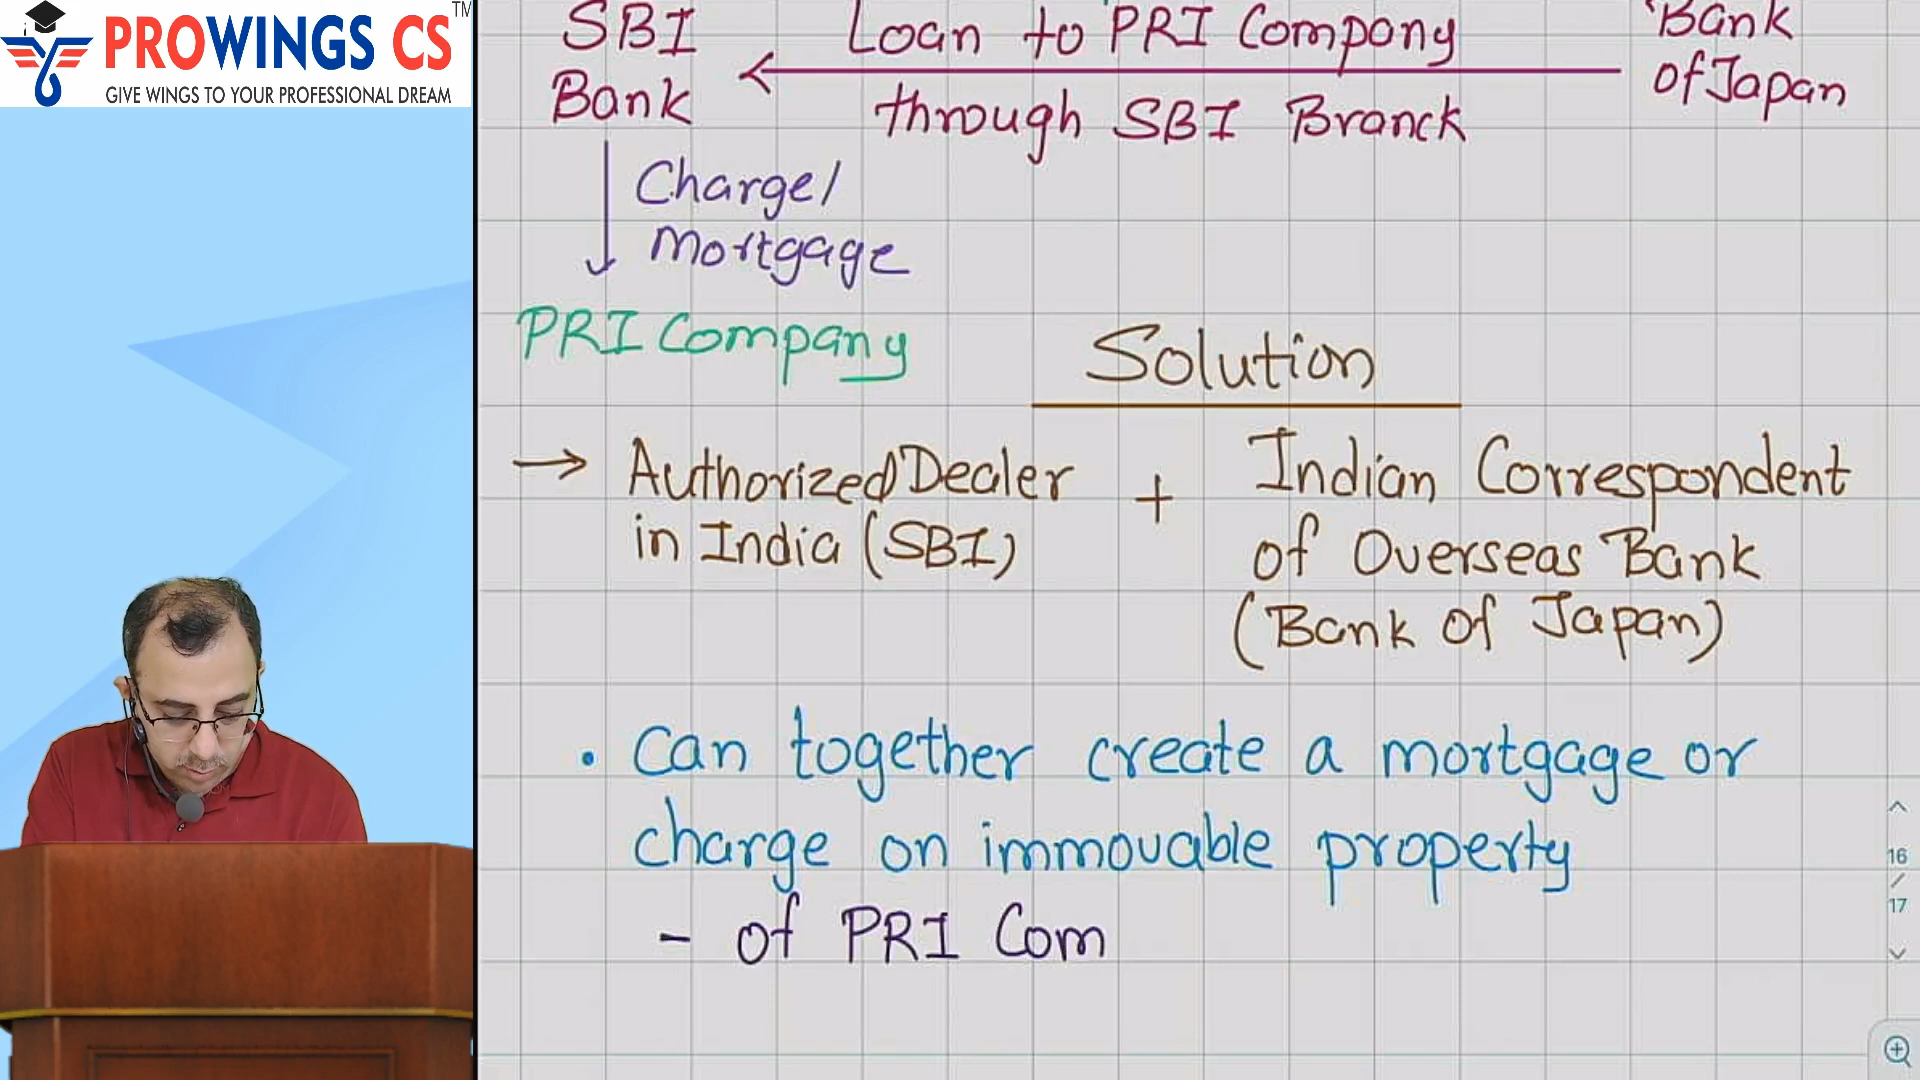 PROWINGS CS TM
GIVE WINGS TO YOUR PROFESSIONAL DREAM
SBI
Bank
Loan to PRI Company
through SBI Branck
Bank
of Japan
Charge/
Mortgage
PRI Company
Solution
→ Authorized Dealer
in India (SBI)
+
Indian Correspondent
of Overseas Bank
(Bank of Japan)
• Can together create a mortgage or
charge on immovable property
- of PRI Com
16
/
17